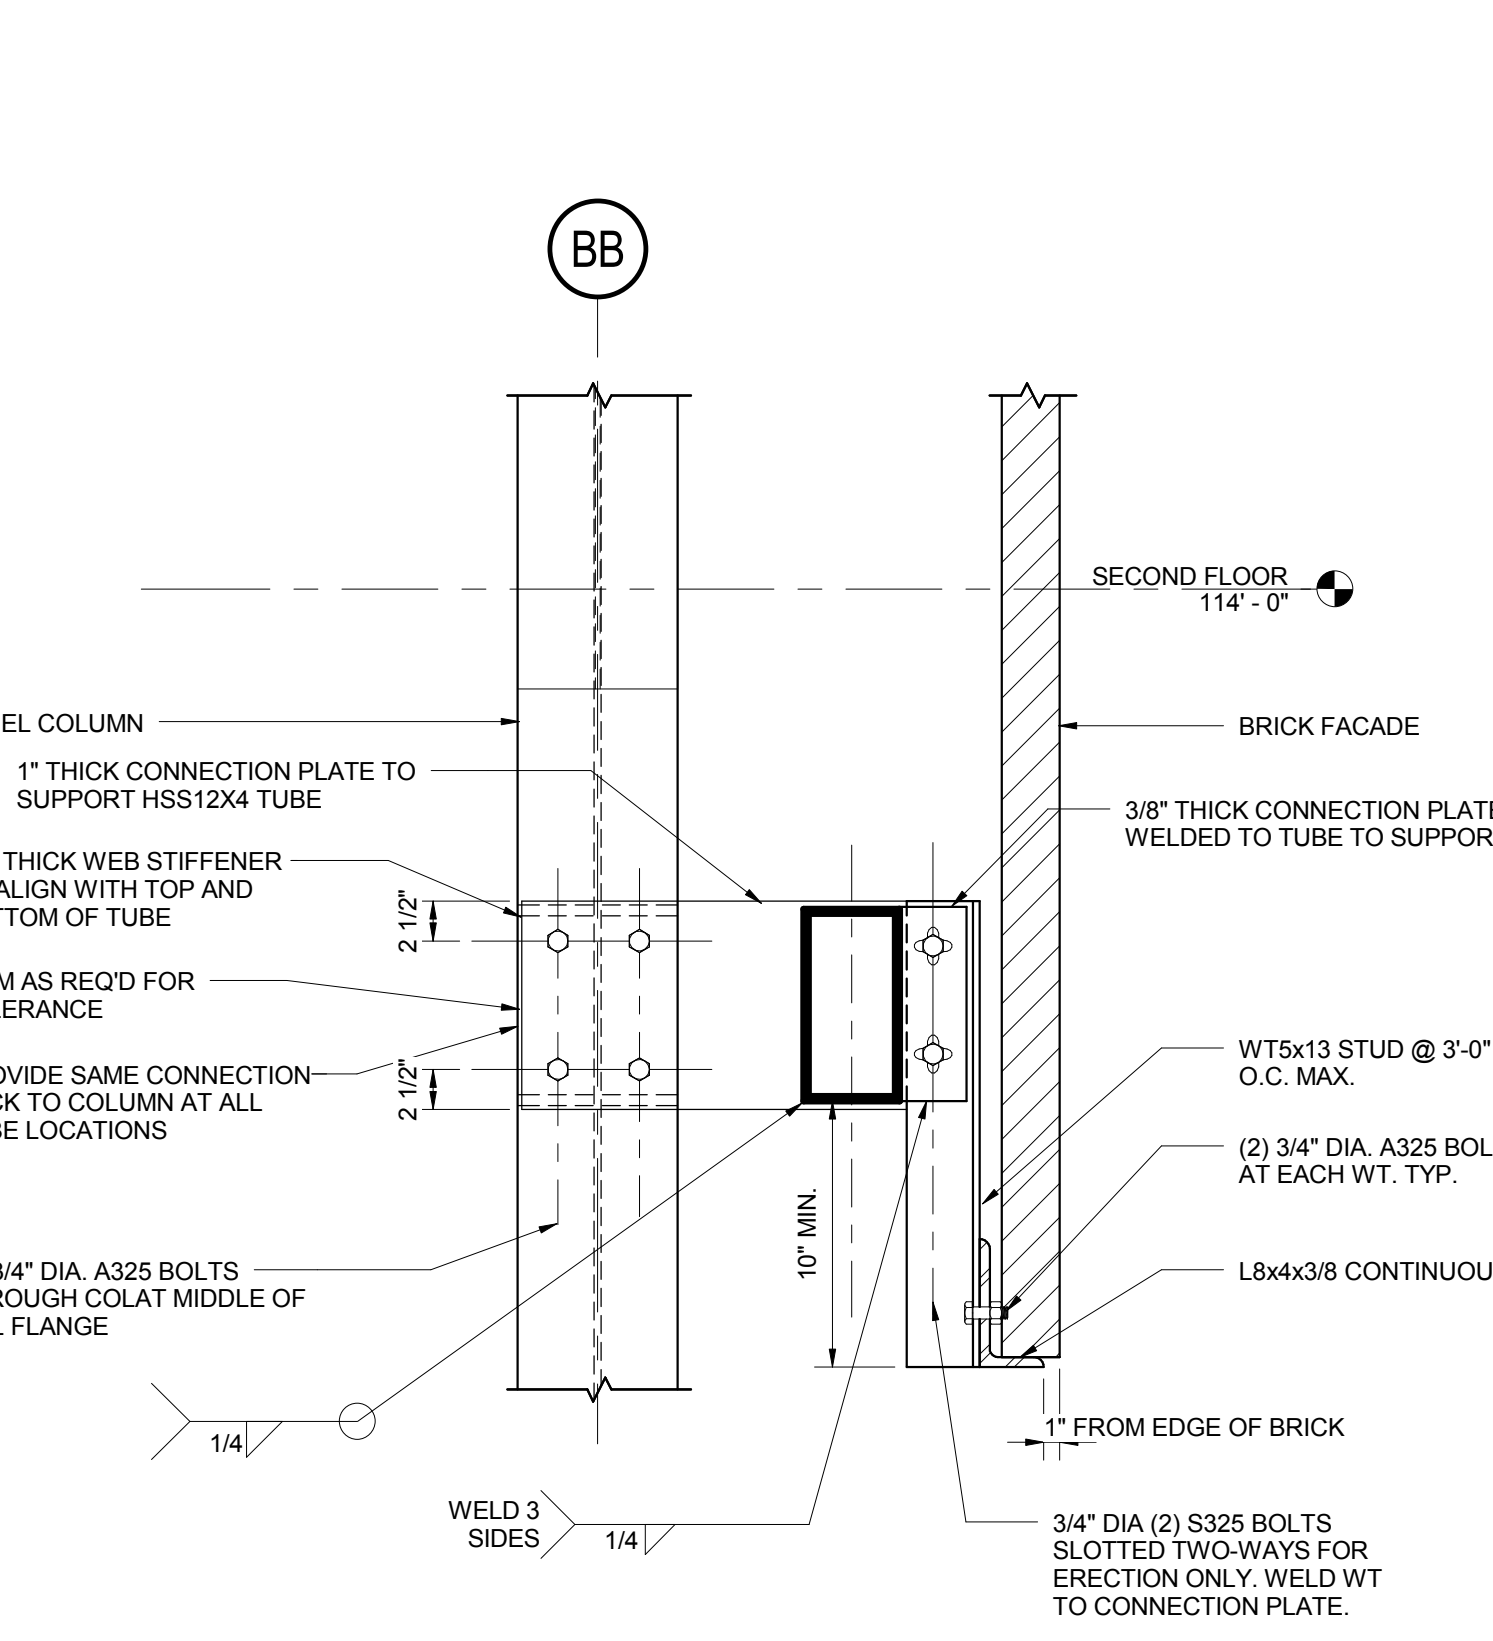 BB
SECOND FLOOR
114' - 0"
EL COLUMN
BRICK FACADE
1" THICK CONNECTION PLATE TO
SUPPORT HSS12X4 TUBE
3/8" THICK CONNECTION PLATE
WELDED TO TUBE TO SUPPOR
THICK WEB STIFFENER
ALIGN WITH TOP AND
TTOM OF TUBE
2 1/2"
M AS REQ'D FOR
LERANCE
OVIDE SAME CONNECTION
CK TO COLUMN AT ALL
BE LOCATIONS
2 1/2"
WT5x13 STUD @ 3'-0"
O.C. MAX.
(2) 3/4" DIA. A325 BOL
AT EACH WT. TYP.
10" MIN.
3/4" DIA. A325 BOLTS
ROUGH COLAT MIDDLE OF
L FLANGE
L8x4x3/8 CONTINUOU
1/4
1" FROM EDGE OF BRICK
WELD 3
SIDES
1/4
3/4" DIA (2) S325 BOLTS
SLOTTED TWO-WAYS FOR
ERECTION ONLY. WELD WT
TO CONNECTION PLATE.